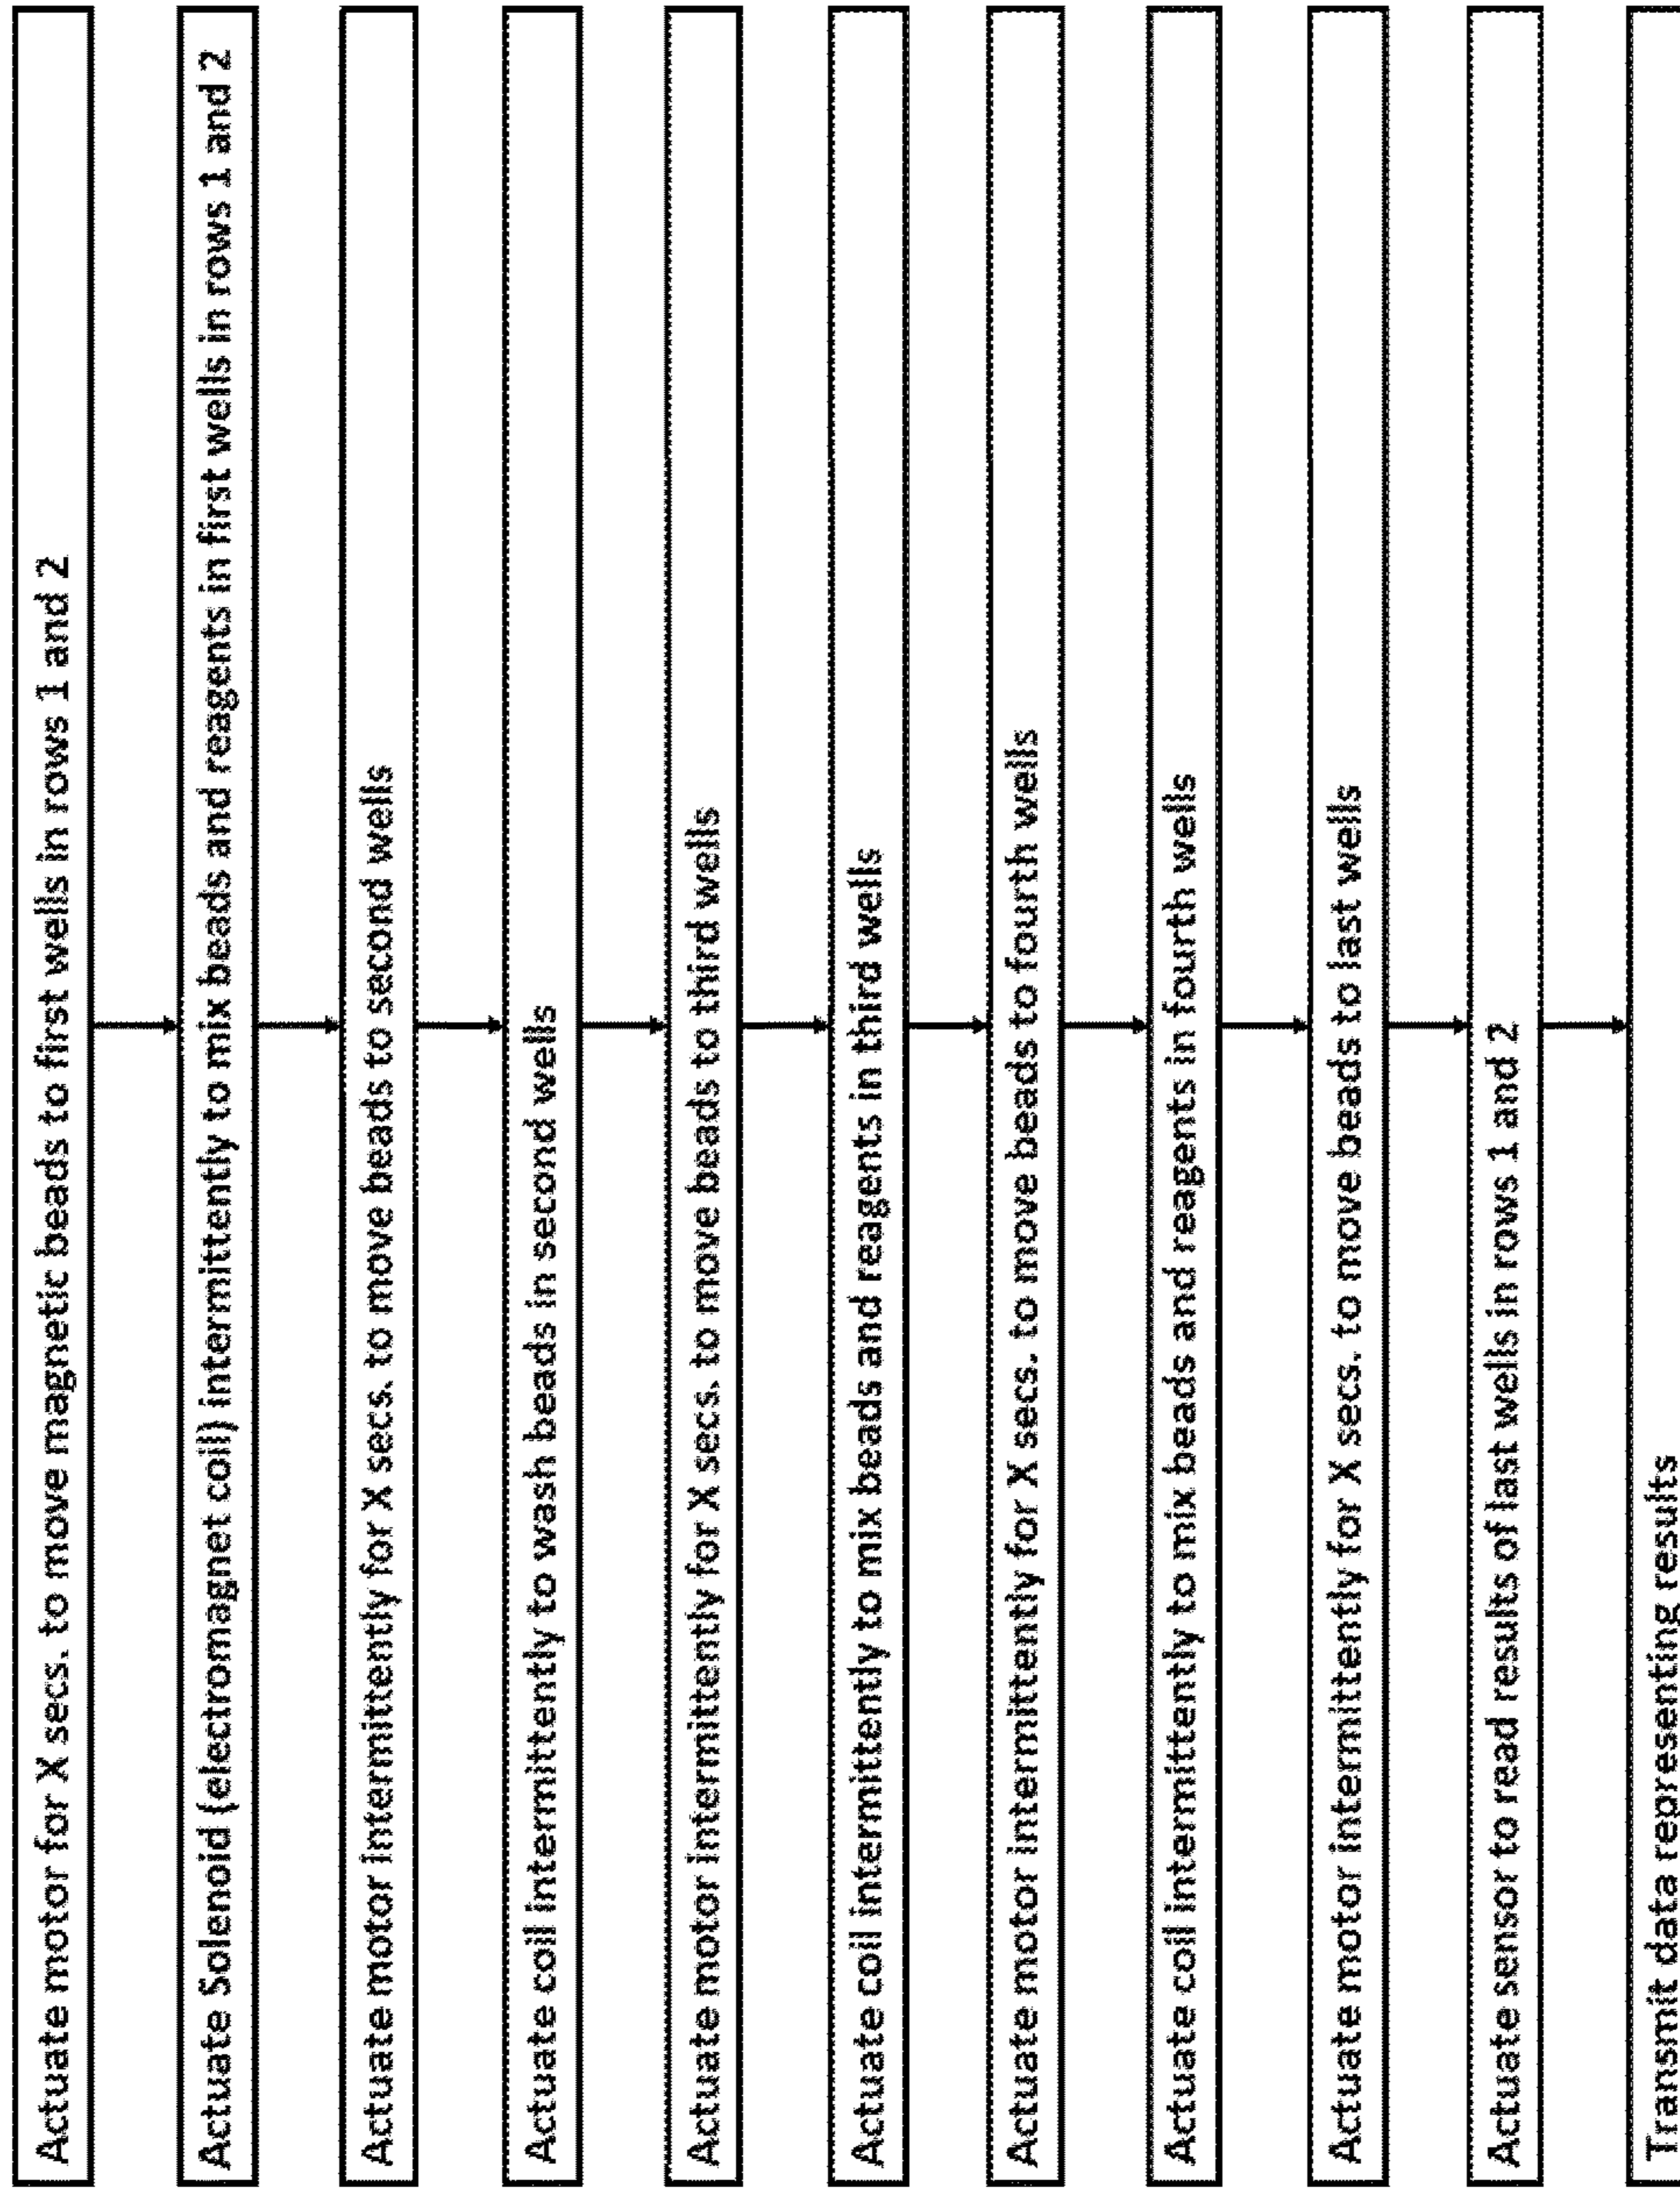 Actuate motor for X secs. to move magnetic beads to first wells in rows 1 and 2
Actuate Solenoid (electromagnet coil) intermittently to mix beads and reagents in first wells in rows 1 and 2
Actuate motor intermittently for X secs. to move beads to second wells
Actuate coil intermittently to wash beads in second wells
Actuate motor intermittently for X secs. to move beads to third wells
Actuate coil intermittently to mix beads and reagents in third wells
Actuate motor intermittently for X secs. to move beads to fourth wells
Actuate coil intermittently to mix beads and reagents in fourth wells
Actuate motor intermittently for X secs. to move beads to last wells
Actuate sensor to read results of last wells in rows 1 and 2
Transmit data representing results